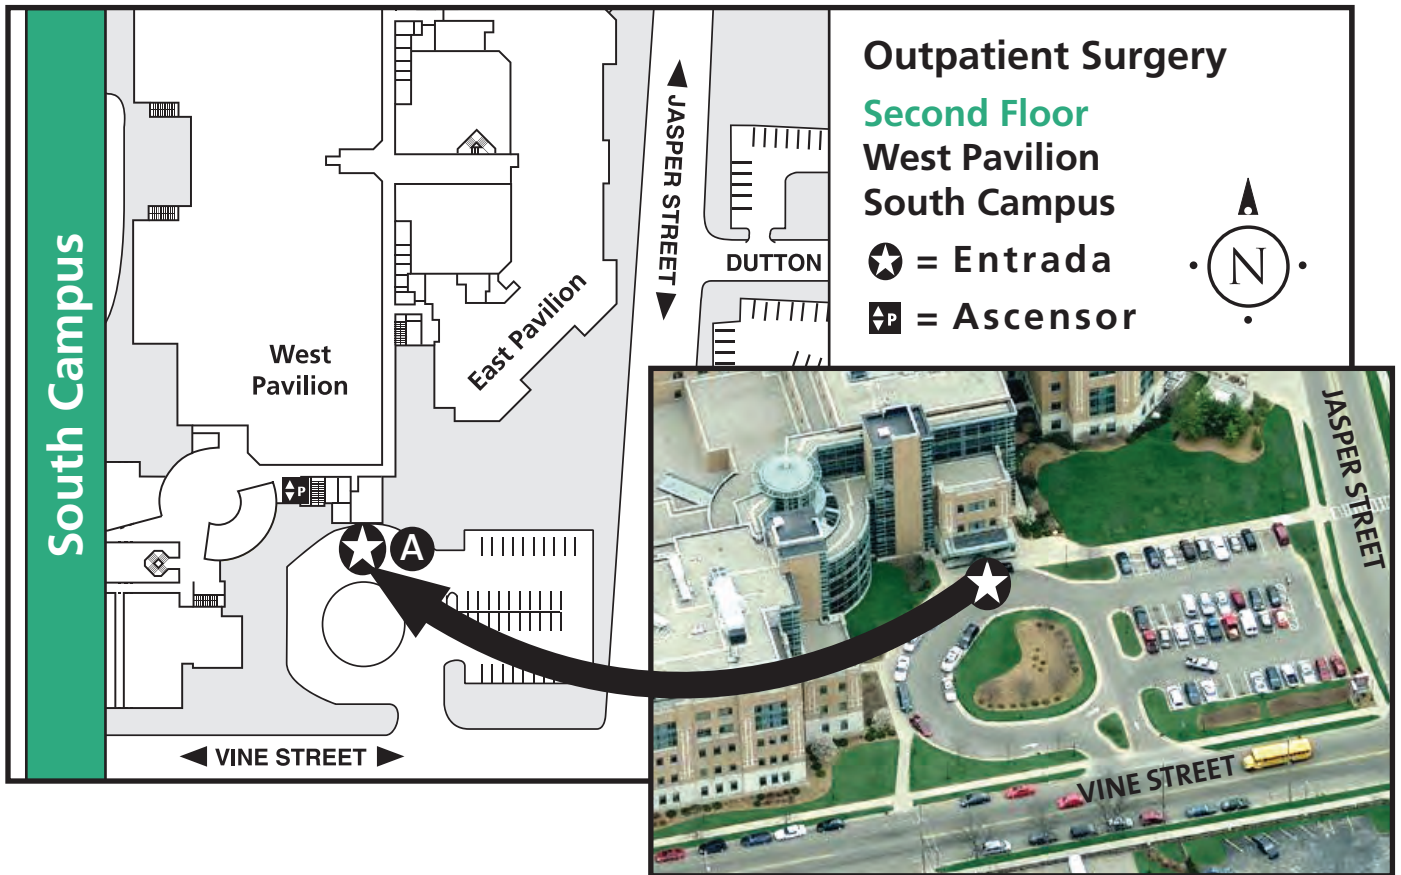 South Campus
West
Pavilion
East Pavilion
JASPER STREET
DUTTON
A
P
VINE STREET
Outpatient Surgery
Second Floor
West Pavilion
South Campus
= Entrada
P = Ascensor
N
JASPER STREET
VINE STREET